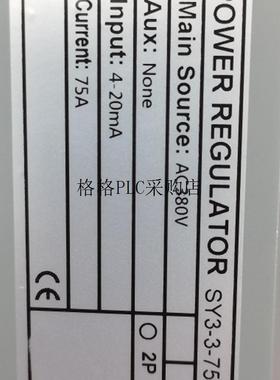 POWER REGULATOR SY3-3-75
Main Source: AC380V
Aux: None
Input: 4-20mA
Current: 75A
2P
CE
格格PLC采购店